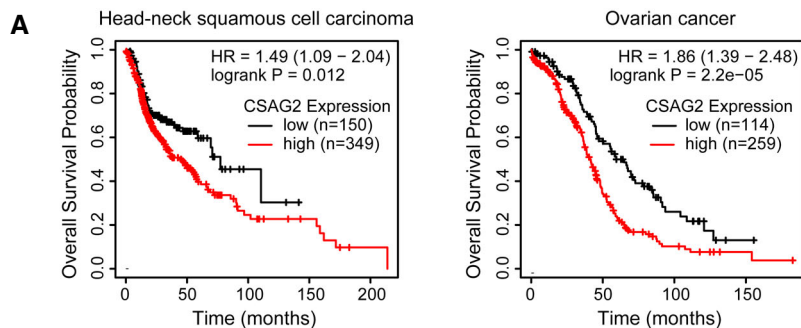 A
Head-neck squamous cell carcinoma
HR = 1.49 (1.09 − 2.04)
logrank P = 0.012
CSAG2 Expression
low (n=150)
high (n=349)
Overall Survival Probability
1.0
0.8
0.6
0.4
0.2
0.0
0
50
100
150
200
Time (months)
Ovarian cancer
HR = 1.86 (1.39 − 2.48)
logrank P = 2.2e−05
CSAG2 Expression
low (n=114)
high (n=259)
Overall Survival Probability
1.0
0.8
0.6
0.4
0.2
0.0
0
50
100
150
Time (months)